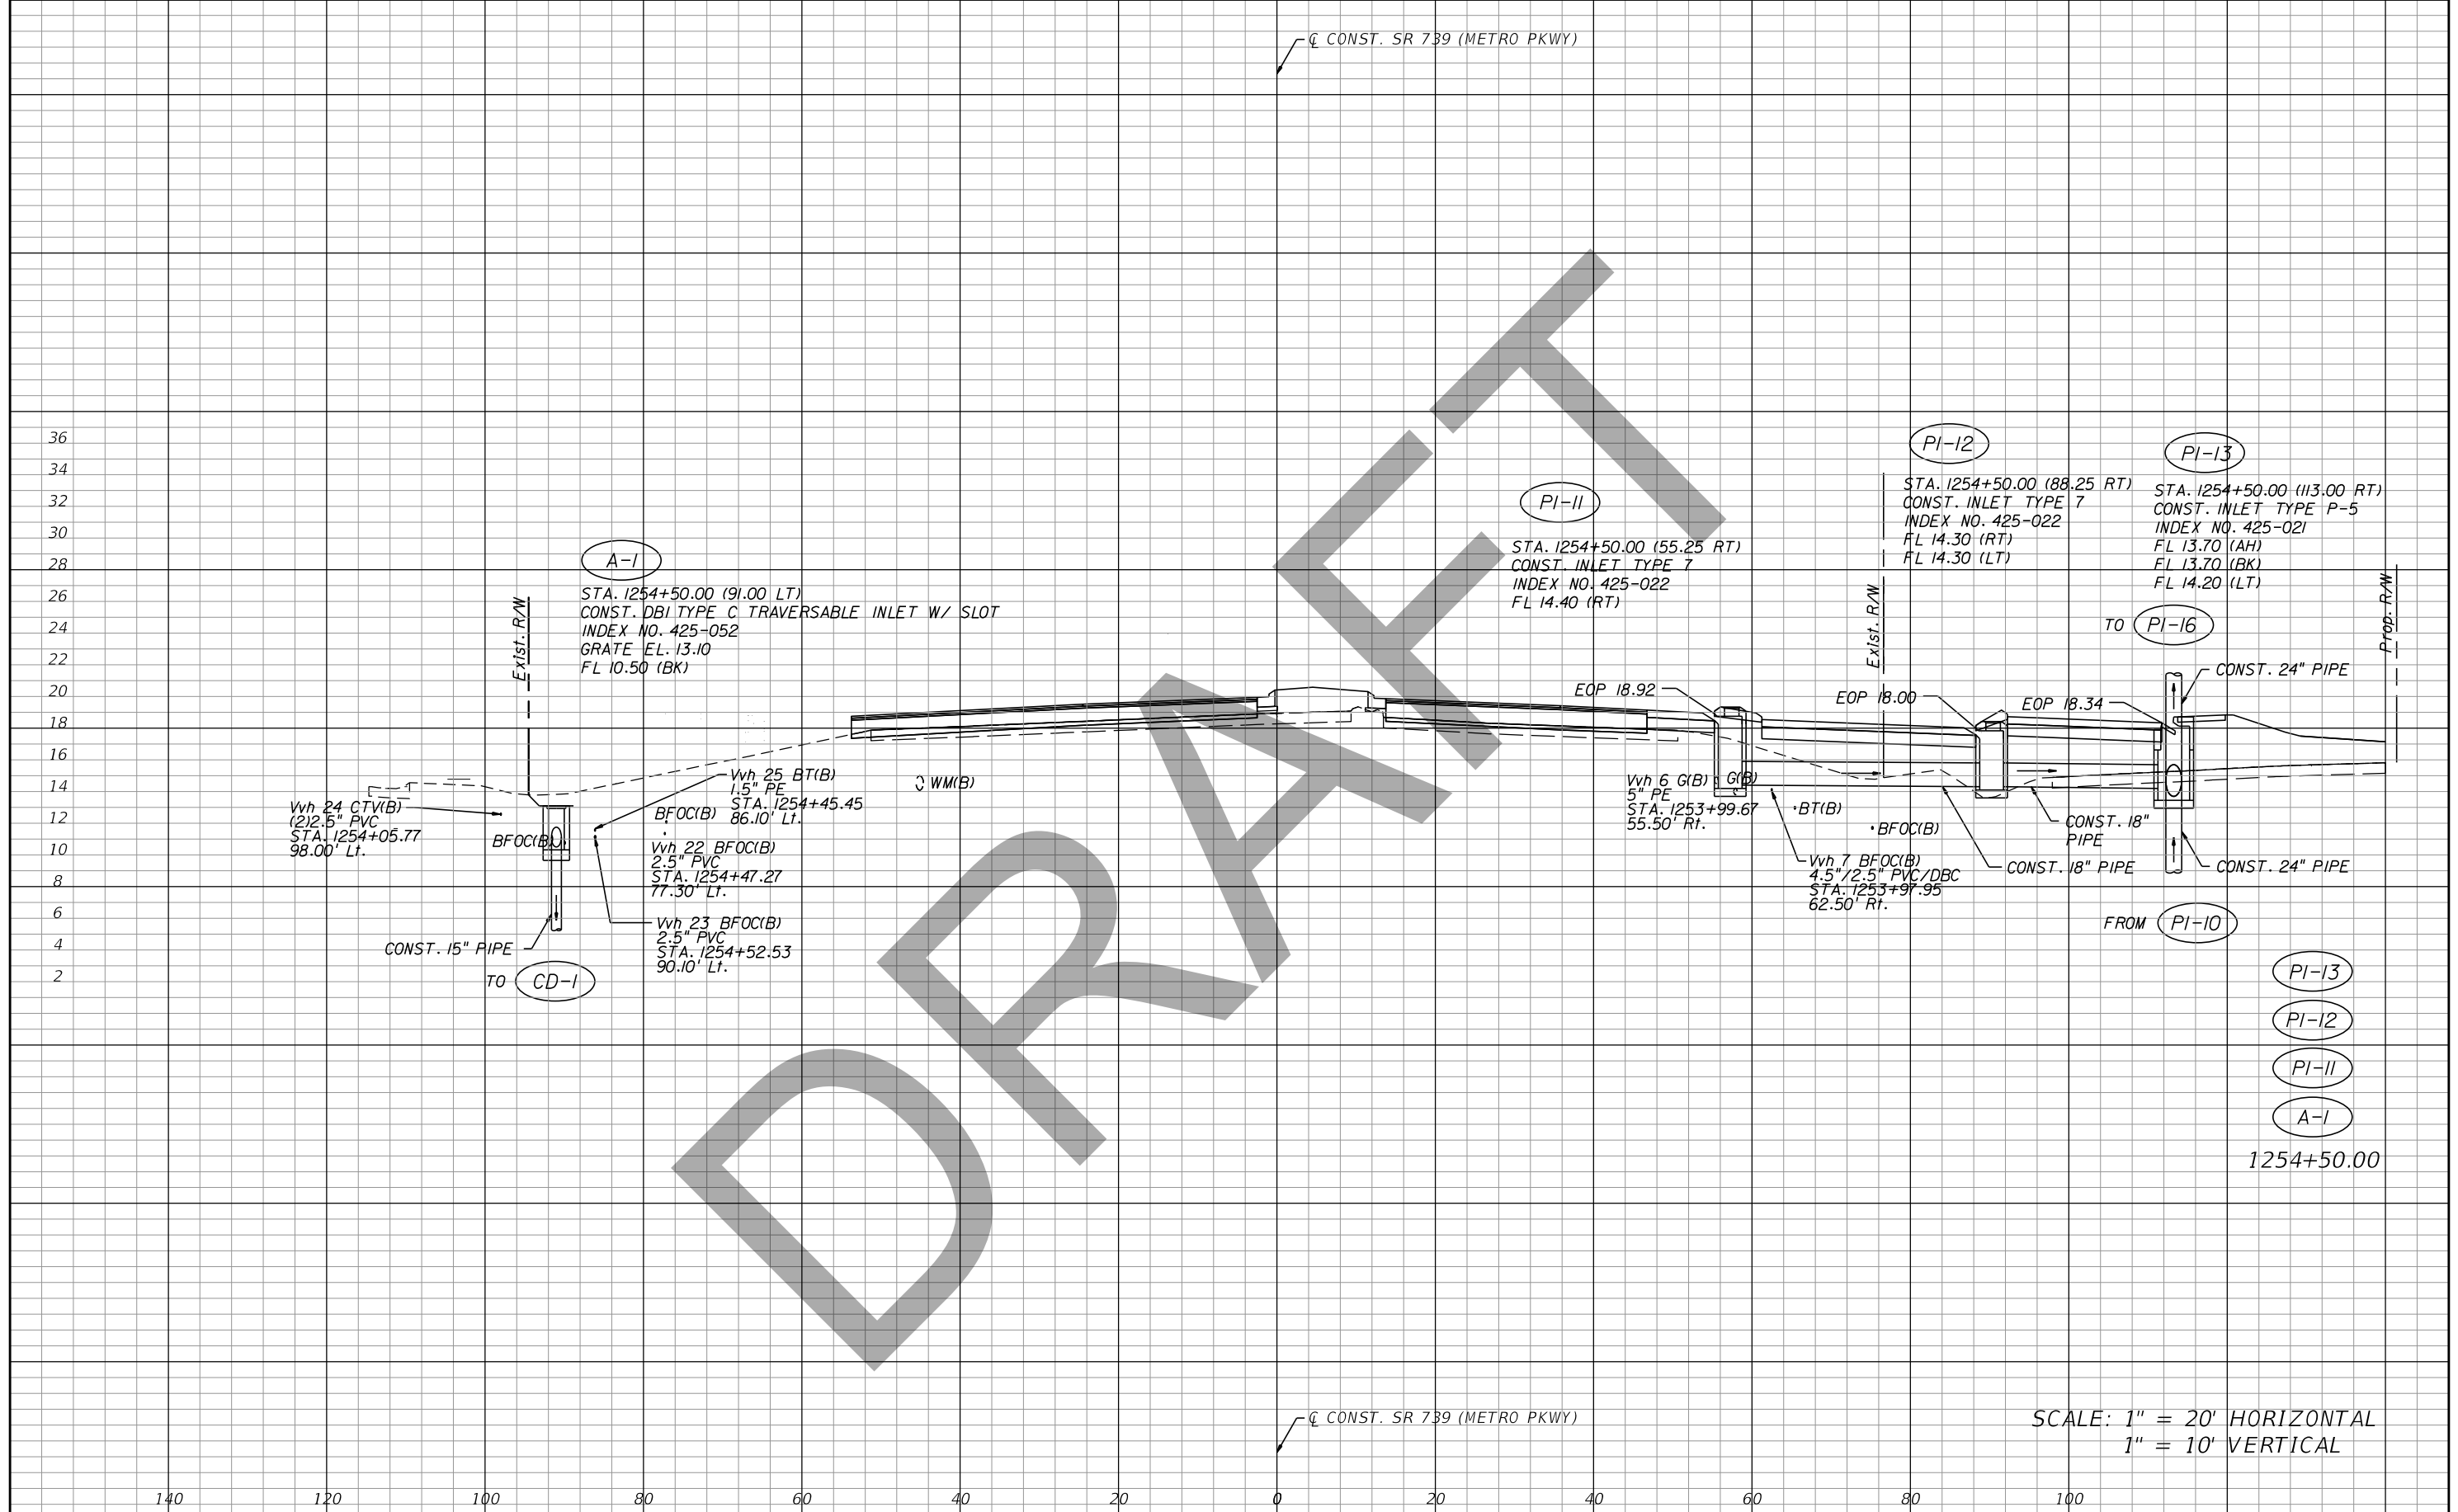 ℄ CONST. SR 739 (METRO PKWY)
36
34
32
30
28
26
24
22
20
18
16
14
12
10
8
6
4
2
A-1
STA. 1254+50.00 (91.00 LT)
CONST. DBI TYPE C TRAVERSABLE INLET W/ SLOT
INDEX NO. 425-052
GRATE EL. 13.10
FL 10.50 (BK)
Exist. R/W
PI-11
STA. 1254+50.00 (55.25 RT)
CONST. INLET TYPE 7
INDEX NO. 425-022
FL 14.40 (RT)
PI-12
STA. 1254+50.00 (88.25 RT)
CONST. INLET TYPE 7
INDEX NO. 425-022
FL 14.30 (RT)
FL 14.30 (LT)
PI-13
STA. 1254+50.00 (113.00 RT)
CONST. INLET TYPE P-5
INDEX NO. 425-021
FL 13.70 (AH)
FL 13.70 (BK)
FL 14.20 (LT)
TO PI-16
Exist. R/W
Prop. R/W
CONST. 24" PIPE
EOP 18.92
EOP 18.00
EOP 18.34
Vvh 24 CTV(B)
(2)2.5" PVC
STA. 1254+05.77
98.00' Lt.
BFOC(B)
Vvh 25 BT(B)
1.5" PE
STA. 1254+45.45
86.10' Lt.
BFOC(B)
Vvh 22 BFOC(B)
2.5" PVC
STA. 1254+47.27
77.30' Lt.
Vvh 23 BFOC(B)
2.5" PVC
STA. 1254+52.53
90.10' Lt.
WM(B)
CONST. 15" PIPE
TO CD-1
Vvh 6 G(B)
5" PE
STA. 1253+99.67
55.50' Rt.
G(B)
BT(B)
BFOC(B)
Vvh 7 BFOC(B)
4.5"/2.5" PVC/DBC
STA. 1253+97.95
62.50' Rt.
CONST. 18" PIPE
CONST. 18"
PIPE
CONST. 24" PIPE
FROM PI-10
PI-13
PI-12
PI-11
A-1
1254+50.00
DRAFT
℄ CONST. SR 739 (METRO PKWY)
SCALE: 1" = 20' HORIZONTAL
1" = 10' VERTICAL
140 120 100 80 60 40 20 0 20 40 60 80 100